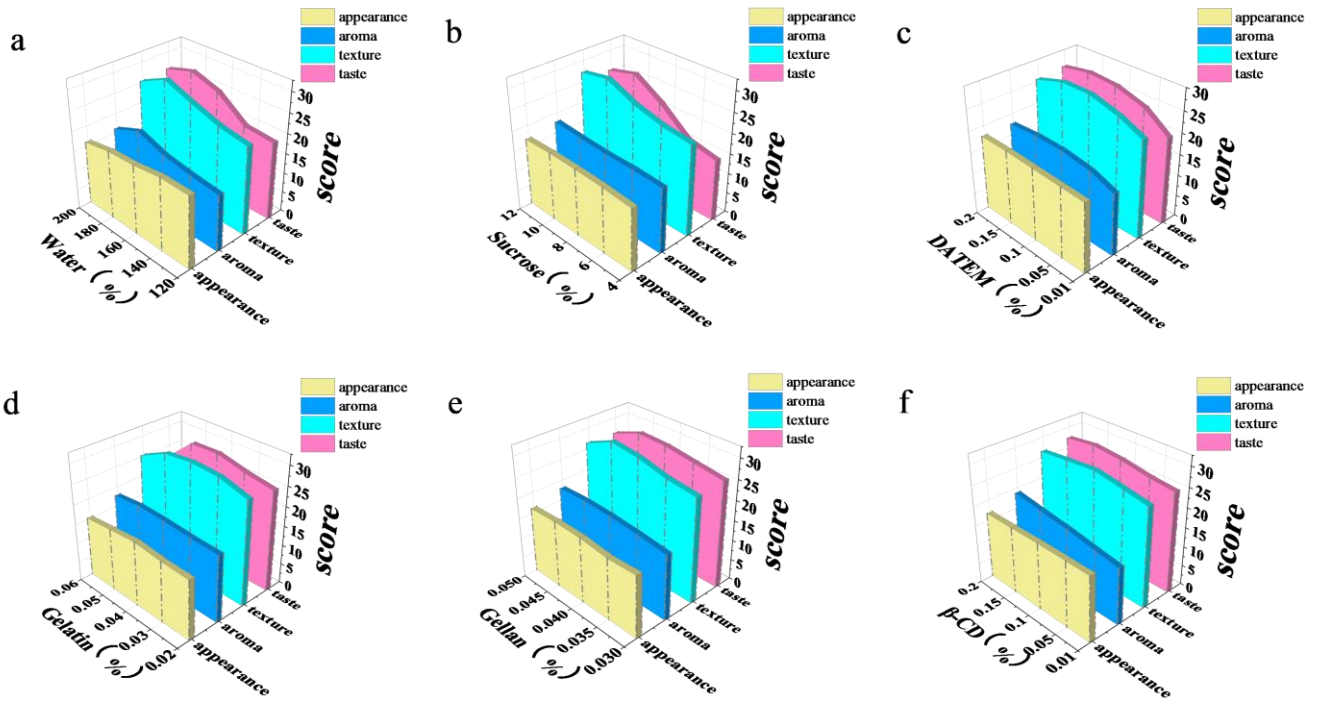 a
appearance
aroma
texture
taste
30
25
20
15
10
5
0
score
200
180
160
140
120
Water (%)
appearance
aroma
texture
taste
b
appearance
aroma
texture
taste
30
25
20
15
10
5
0
score
12
10
8
6
4
Sucrose (%)
appearance
aroma
texture
taste
c
appearance
aroma
texture
taste
30
25
20
15
10
5
0
score
0.2
0.15
0.1
0.05
0.01
DATEM (%)
appearance
aroma
texture
taste
d
appearance
aroma
texture
taste
30
25
20
15
10
5
0
score
0.06
0.05
0.04
0.03
0.02
Gelatin (%)
appearance
aroma
texture
taste
e
appearance
aroma
texture
taste
30
25
20
15
10
5
0
score
0.050
0.045
0.040
0.035
0.030
Gellan (%)
appearance
aroma
texture
taste
f
appearance
aroma
texture
taste
30
25
20
15
10
5
0
score
0.2
0.15
0.1
0.05
0.01
β-CD (%)
appearance
aroma
texture
taste